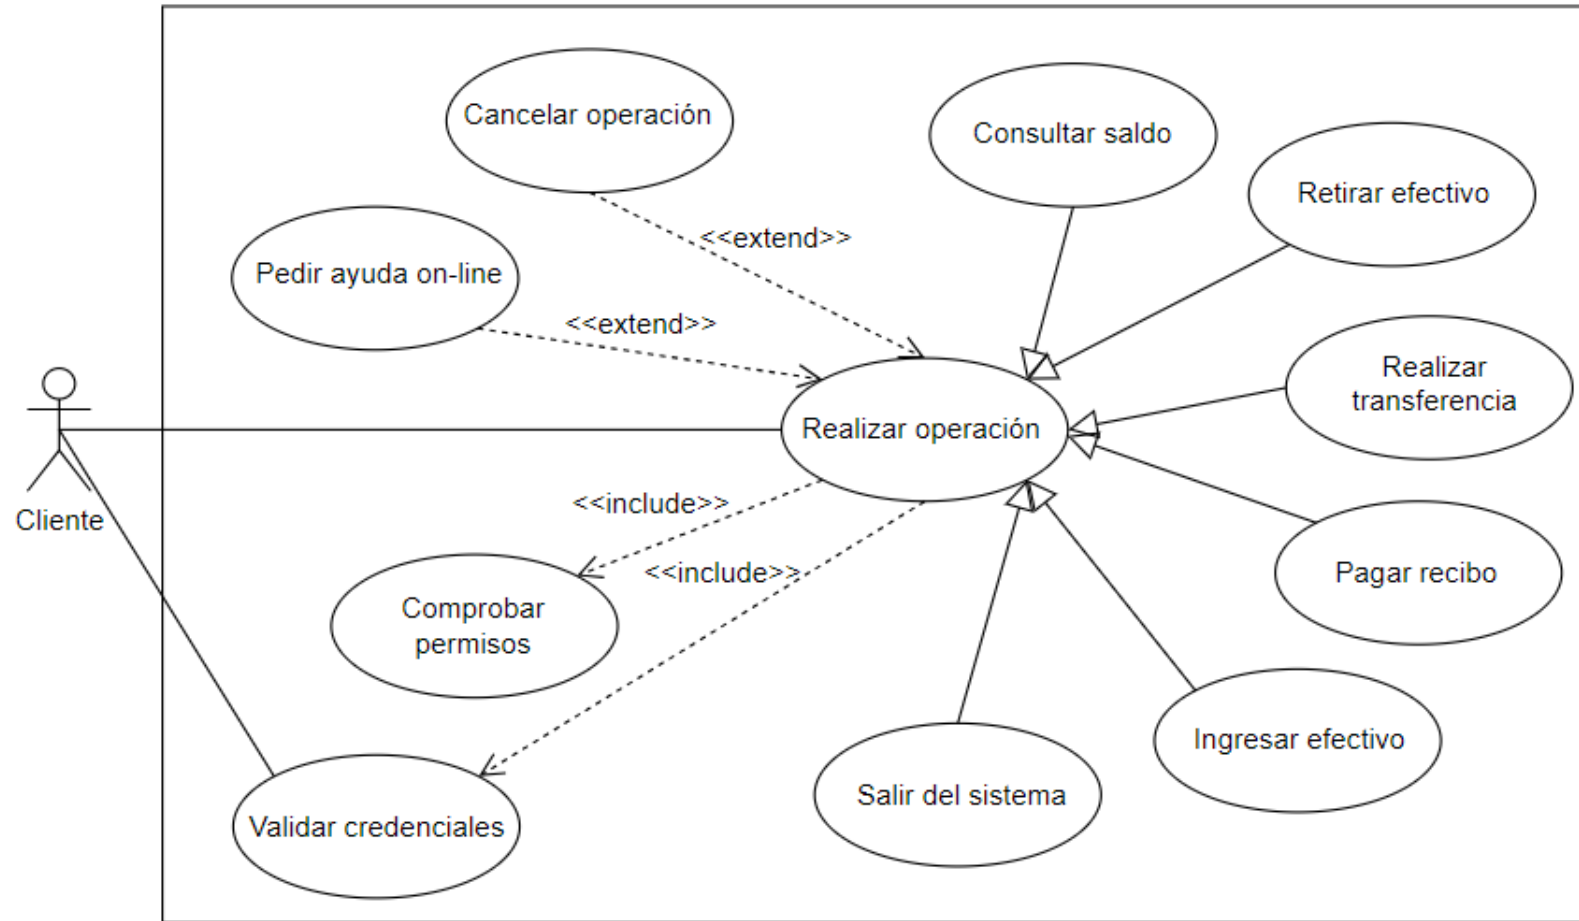 Cancelar operación
Consultar saldo
Retirar efectivo
<<extend>>
Pedir ayuda on-line
<<extend>>
Realizar
transferencia
Realizar operación
<<include>>
Cliente
<<include>>
Pagar recibo
Comprobar
permisos
Ingresar efectivo
Salir del sistema
Validar credenciales